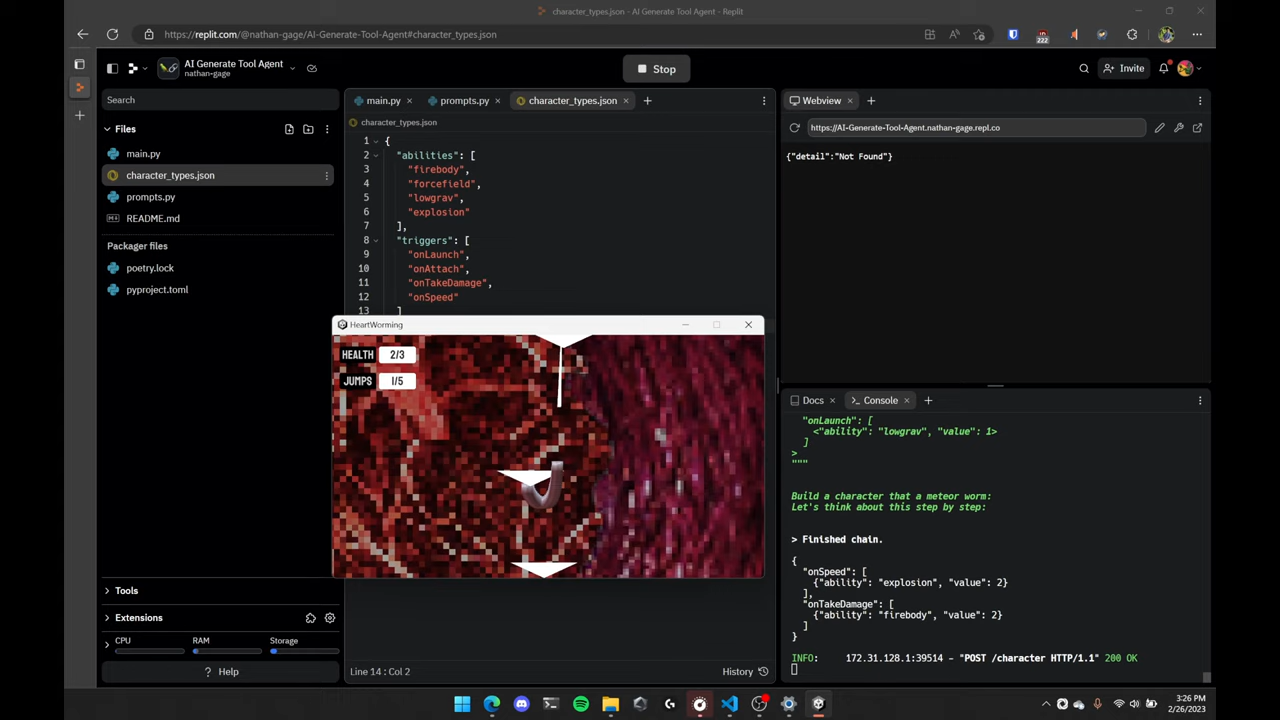 character_types.json - AI Generate Tool Agent - Replit
https://replit.com/@nathan-gage/AI-Generate-Tool-Agent#character_types.json
222
AI Generate Tool Agent
nathan-gage
Stop
Invite
Search
Files
main.py
character_types.json
prompts.py
README.md
Packager files
poetry.lock
pyproject.toml
Tools
Extensions
CPU
RAM
Storage
Help
main.py
prompts.py
character_types.json
character_types.json
1 {
2 "abilities": [
3 "firebody",
4 "forcefield",
5 "lowgrav",
6 "explosion"
7 ],
8 "triggers": [
9 "onLaunch",
10 "onAttach",
11 "onTakeDamage",
12 "onSpeed"
13 ]
HeartWorming
HEALTH 2/3
JUMPS 1/5
Line 14 : Col 2
History
Webview
https://AI-Generate-Tool-Agent.nathan-gage.repl.co
{"detail":"Not Found"}
Docs
Console
"onLaunch": [
<"ability": "lowgrav", "value": 1>
]
>
"""
Build a character that a meteor worm:
Let's think about this step by step:
> Finished chain.
{
"onSpeed": [
{"ability": "explosion", "value": 2}
],
"onTakeDamage": [
{"ability": "firebody", "value": 2}
]
}
INFO: 172.31.128.1:39514 - "POST /character HTTP/1.1" 200 OK
3:26 PM
2/26/2023